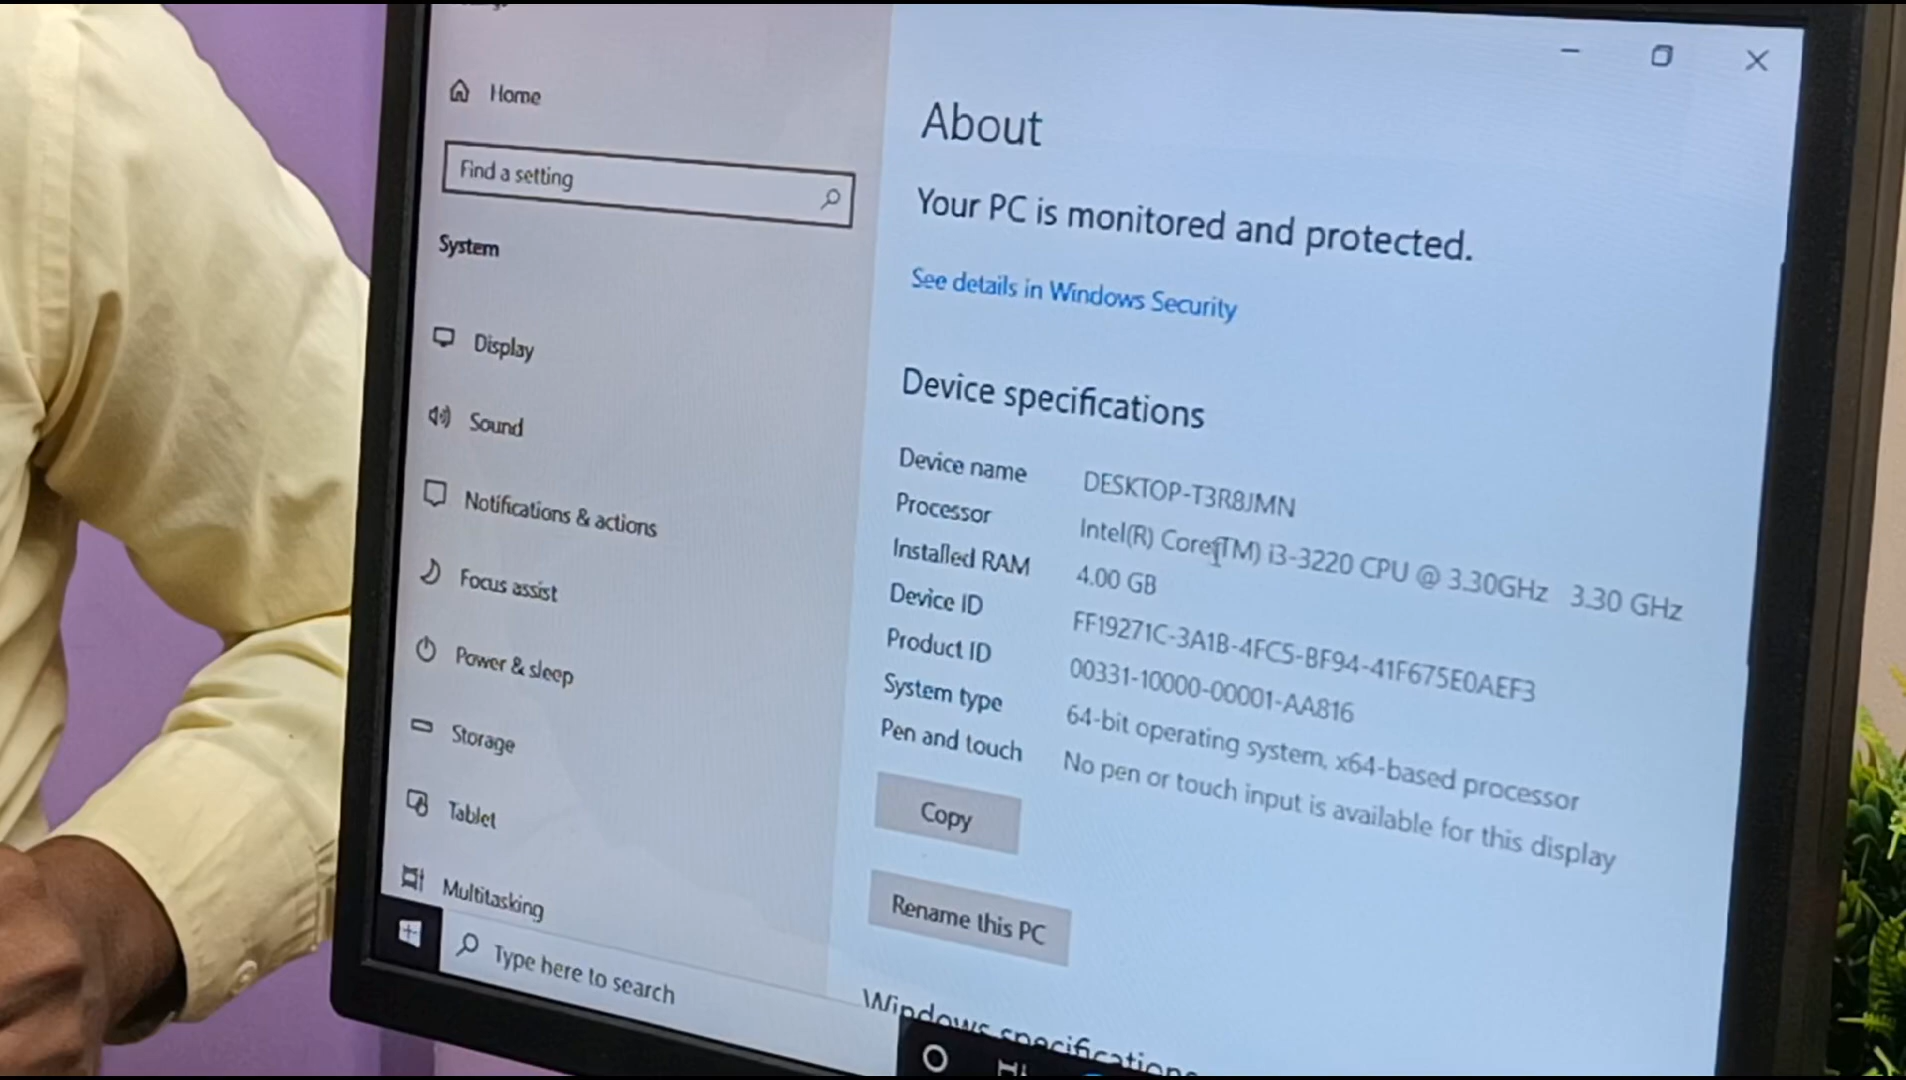 Home
Find a setting
System
Display
Sound
Notifications & actions
Focus assist
Power & sleep
Storage
Tablet
Multitasking
Type here to search
About
Your PC is monitored and protected.
See details in Windows Security
Device specifications
Device name DESKTOP-T3R8JMN
Processor Intel(R) Core(TM) i3-3220 CPU @ 3.30GHz 3.30 GHz
Installed RAM 4.00 GB
Device ID FF19271C-3A1B-4FC5-BF94-41F675E0AEF3
Product ID 00331-10000-00001-AA816
System type 64-bit operating system, x64-based processor
Pen and touch No pen or touch input is available for this display
Copy
Rename this PC
Windows specifications